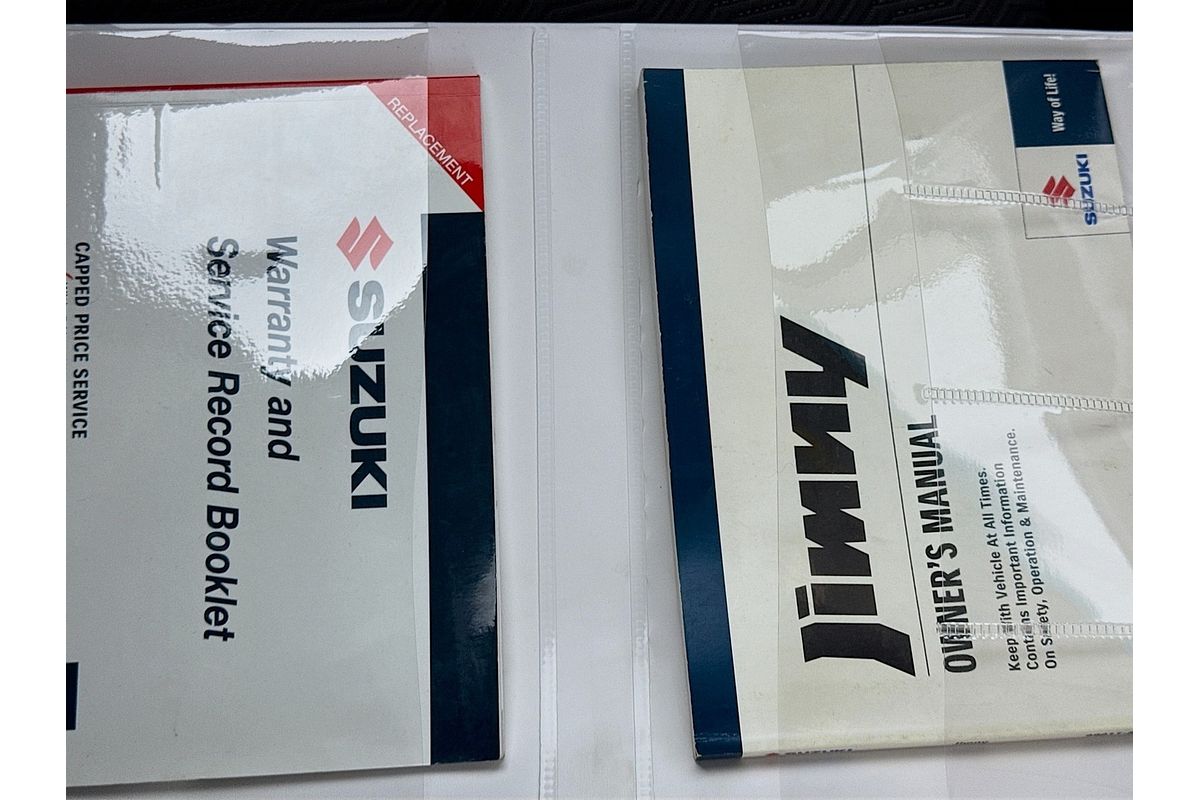 REPLACEMENT
SUZUKI
Warranty and
Service Record Booklet
CAPPED PRICE SERVICE
Way of Life!
SUZUKI
Jimny
OWNER'S MANUAL
Keep With Vehicle At All Times.
Contains Important Information
On Safety, Operation & Maintenance.
SUZUKI